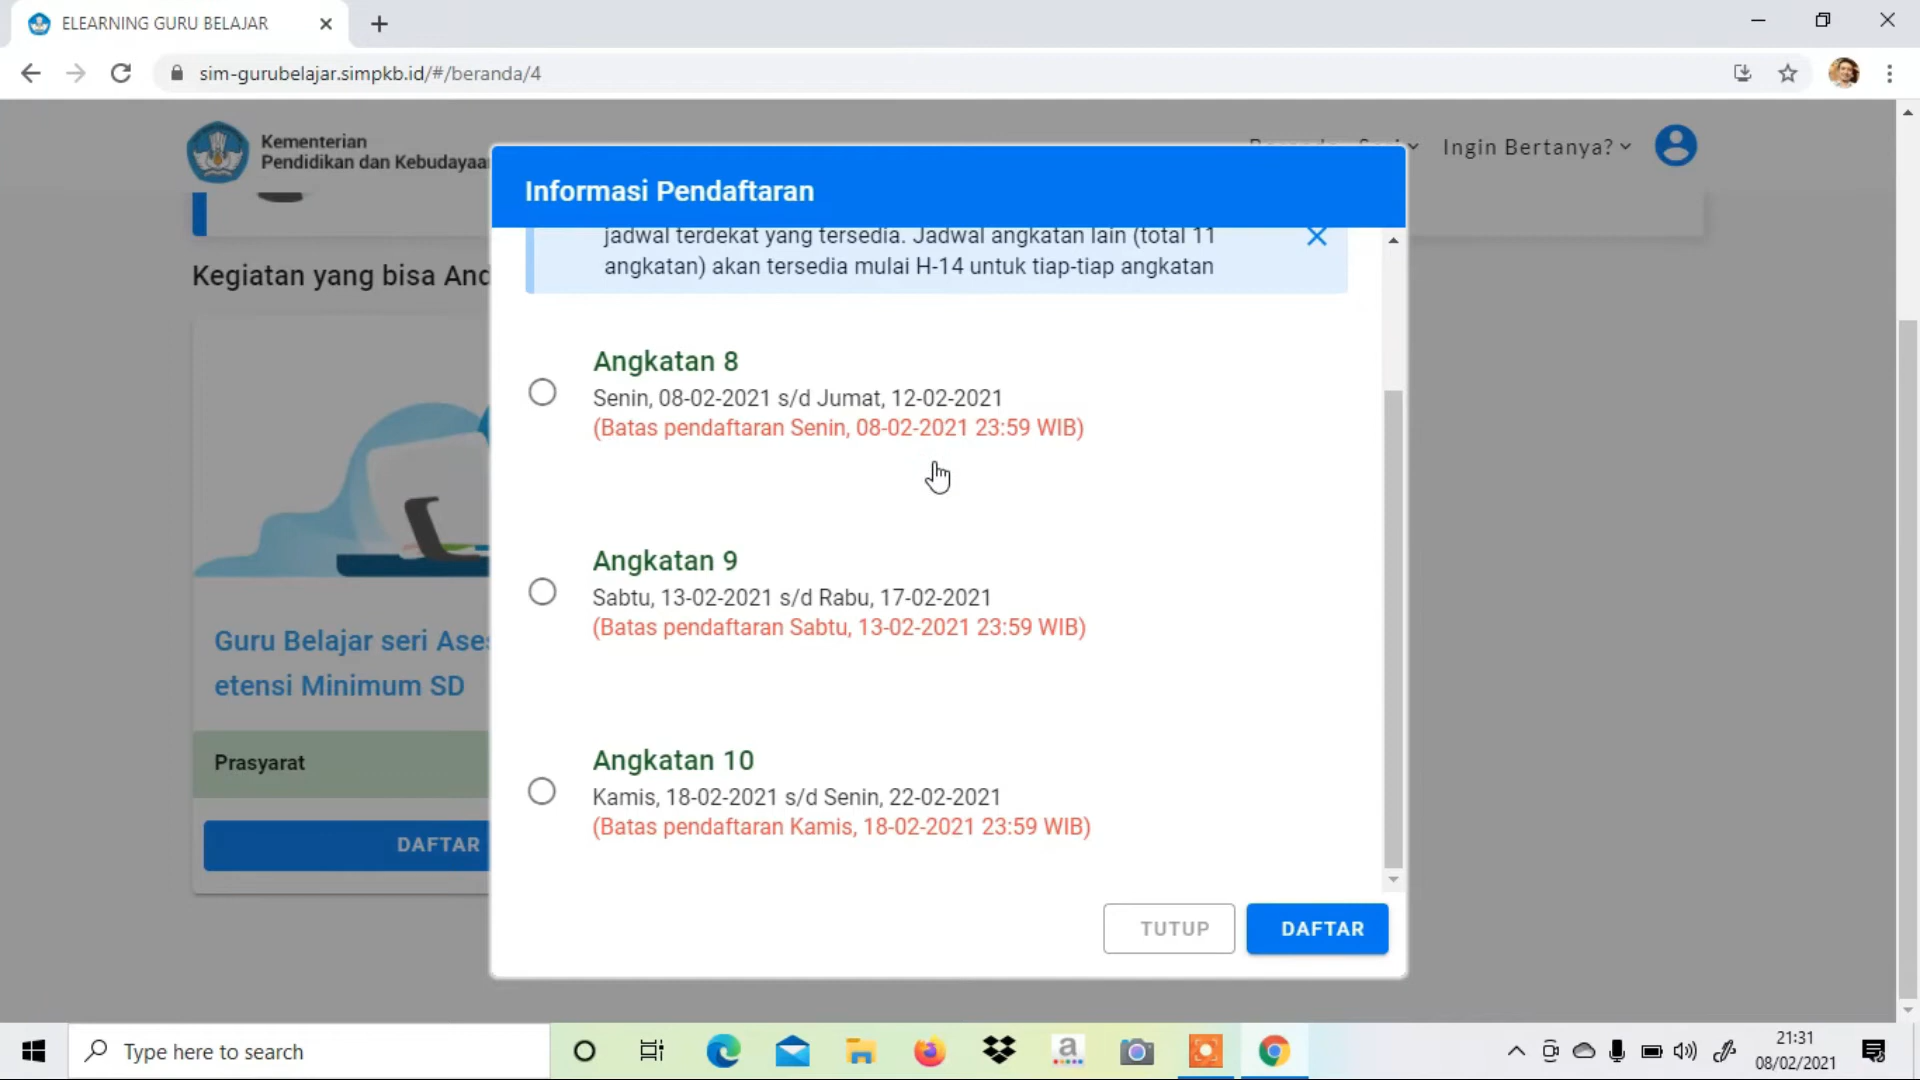 ELEARNING GURU BELAJAR
sim-gurubelajar.simpkb.id/#/beranda/4
Kementerian
Pendidikan dan Kebudayaa
Ingin Bertanya?
Informasi Pendaftaran
jadwal terdekat yang tersedia. Jadwal angkatan lain (total 11
angkatan) akan tersedia mulai H-14 untuk tiap-tiap angkatan
Kegiatan yang bisa And
Angkatan 8
Senin, 08-02-2021 s/d Jumat, 12-02-2021
(Batas pendaftaran Senin, 08-02-2021 23:59 WIB)
Angkatan 9
Sabtu, 13-02-2021 s/d Rabu, 17-02-2021
(Batas pendaftaran Sabtu, 13-02-2021 23:59 WIB)
Guru Belajar seri Ases
etensi Minimum SD
Prasyarat
DAFTAR
Angkatan 10
Kamis, 18-02-2021 s/d Senin, 22-02-2021
(Batas pendaftaran Kamis, 18-02-2021 23:59 WIB)
TUTUP
DAFTAR
Type here to search
a
21:31
08/02/2021